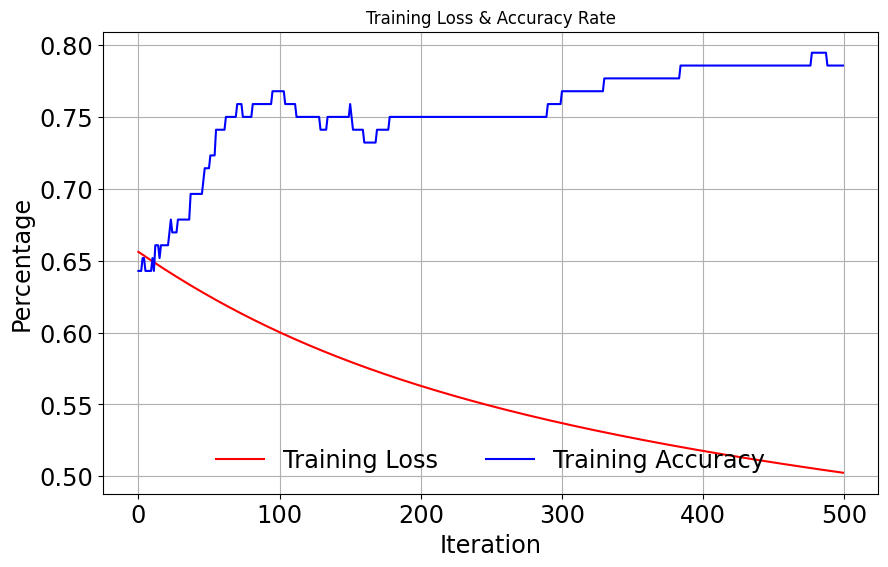 Training Loss & Accuracy Rate
0.80
0.75
0.70
0.65
0.60
0.55
0.50
Percentage
Training Loss Training Accuracy
0 100 200 300 400 500
Iteration